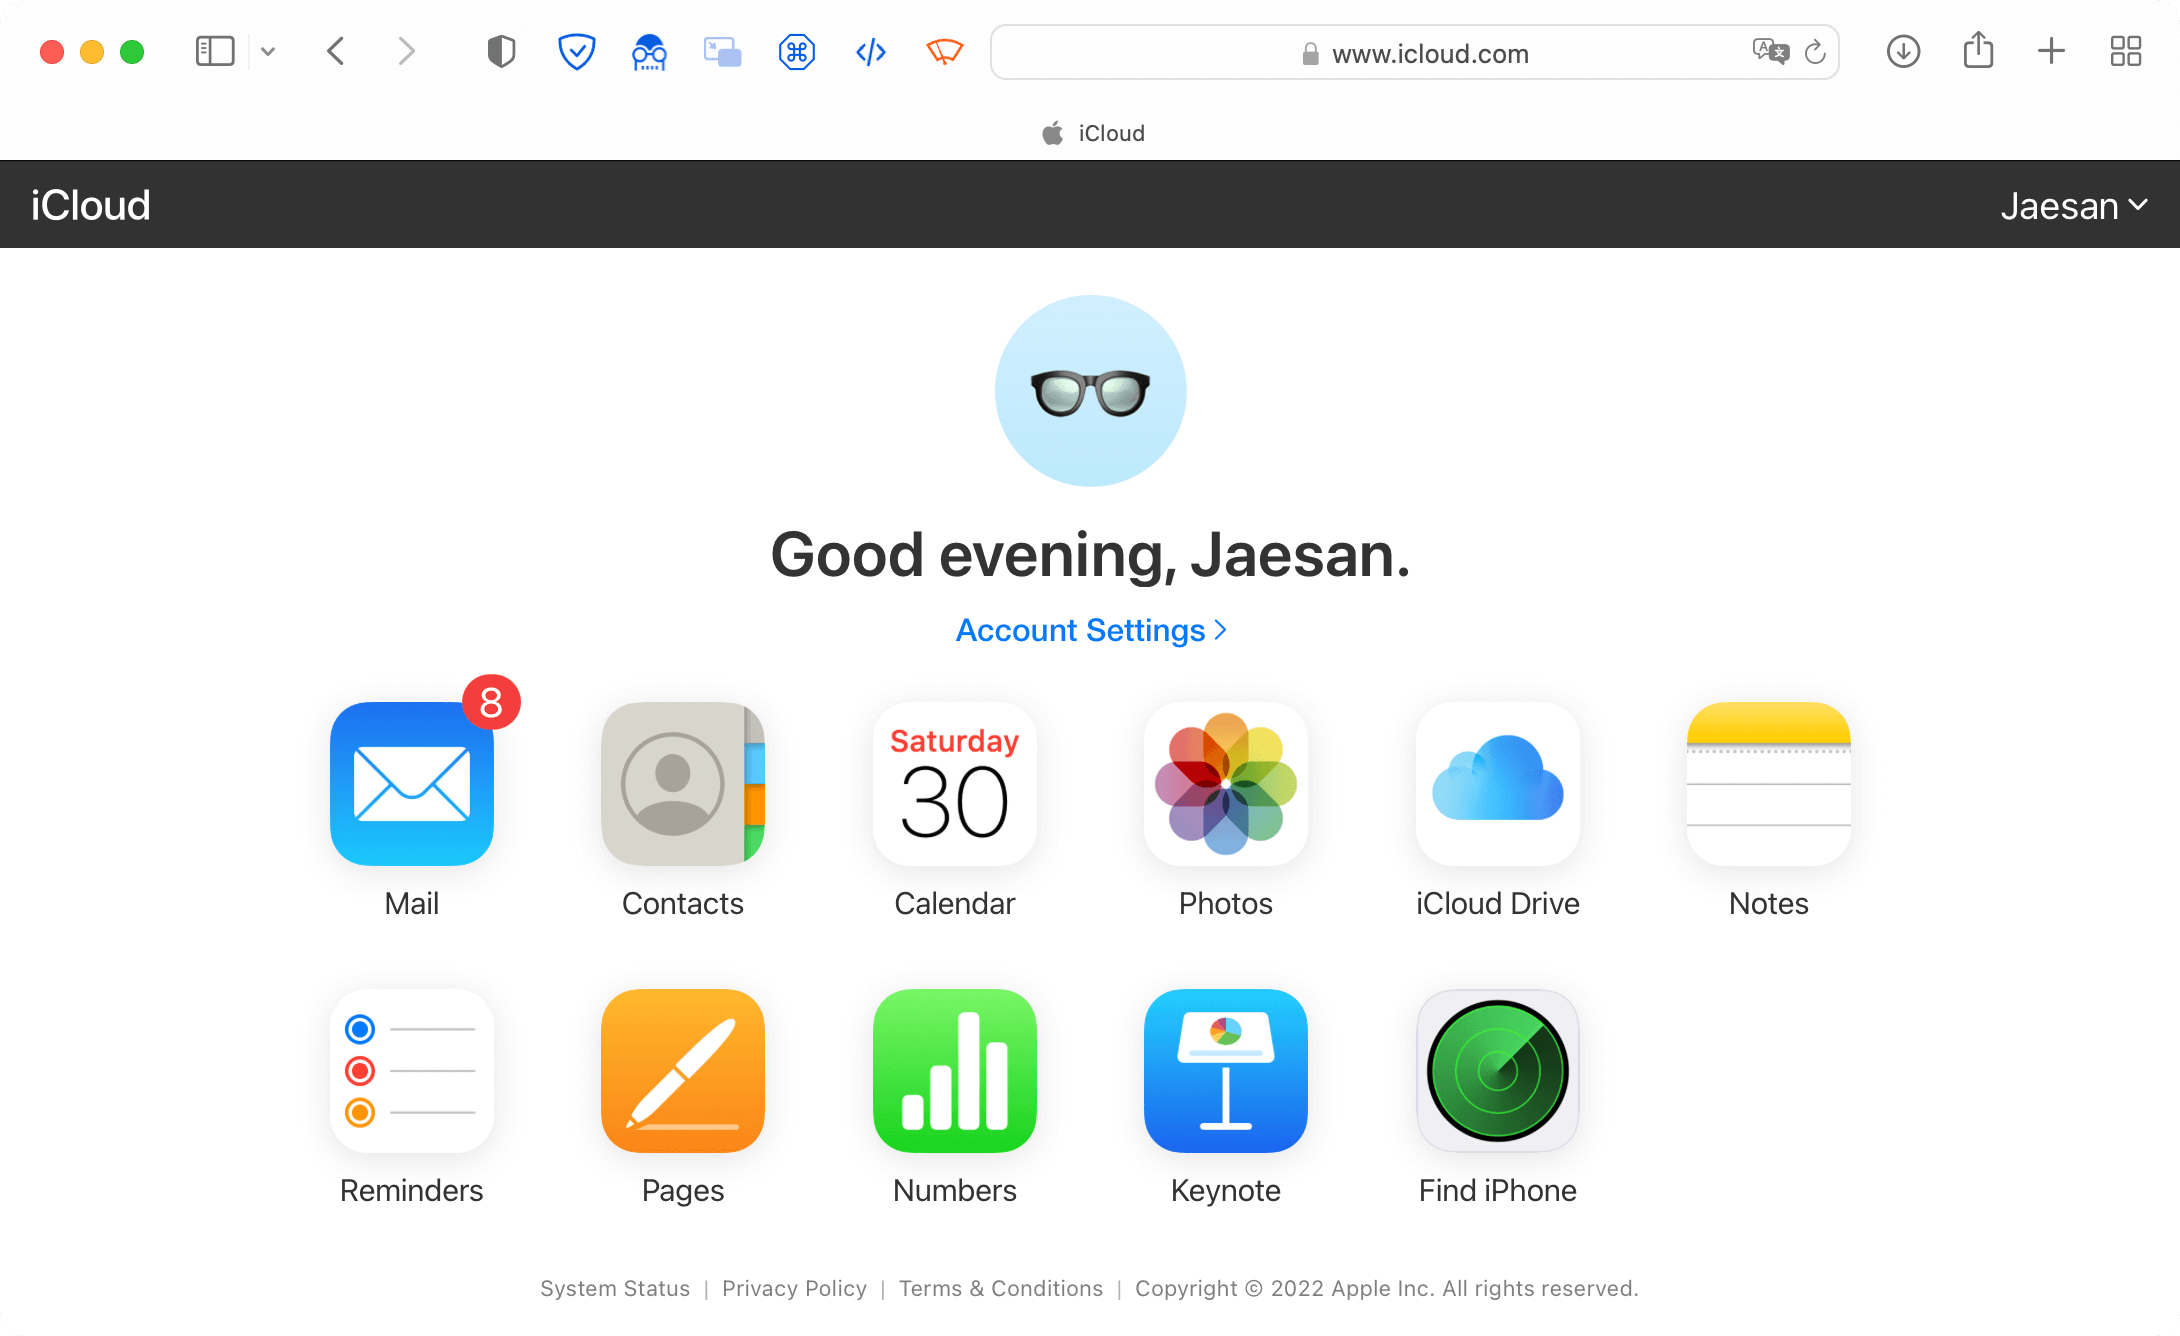 www.icloud.com
iCloud
iCloud
Jaesan
Good evening, Jaesan.
Account Settings
8
Saturday
30
Mail
Contacts
Calendar
Photos
iCloud Drive
Notes
Reminders
Pages
Numbers
Keynote
Find iPhone
System Status | Privacy Policy | Terms & Conditions | Copyright © 2022 Apple Inc. All rights reserved.